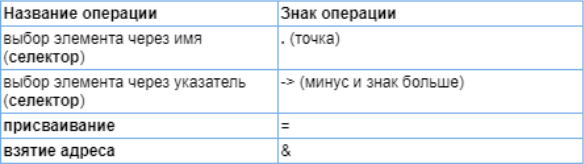 Название операции Знак операции
выбор элемента через имя . (точка)
(селектор)
выбор элемента через указатель -> (минус и знак больше)
(селектор)
присваивание =
взятие адреса &